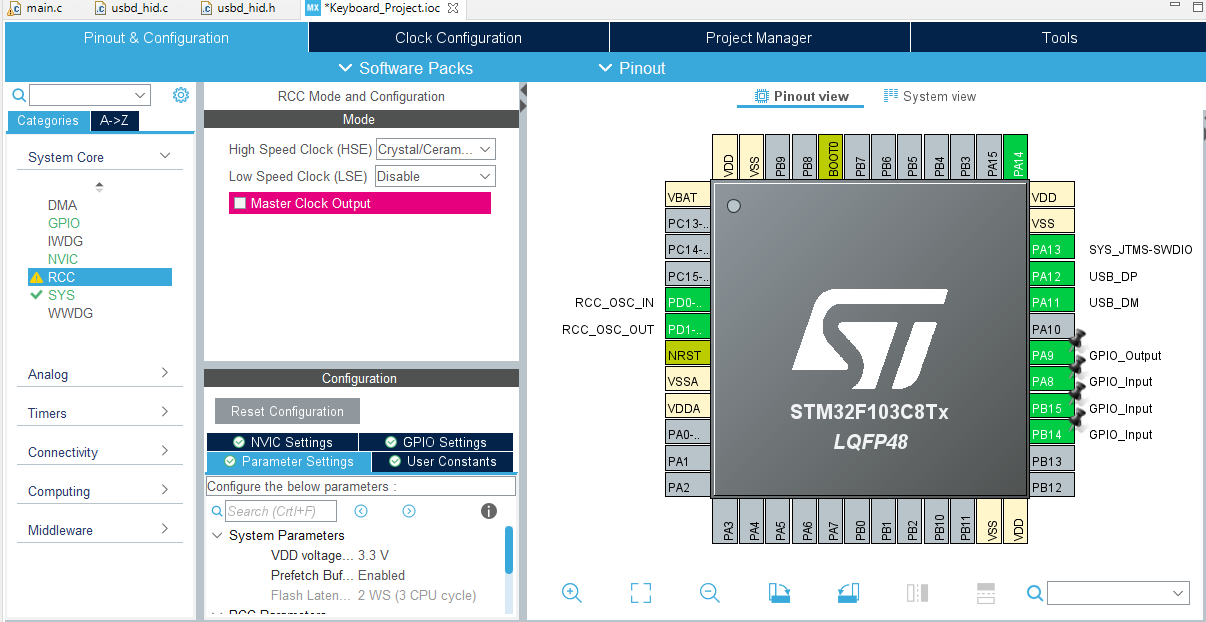 main.c usbd_hid.c usbd_hid.h MX *Keyboard_Project.ioc
Pinout & Configuration Clock Configuration Project Manager Tools
Software Packs Pinout
Categories A->Z
System Core
DMA
GPIO
IWDG
NVIC
RCC
SYS
WWDG
Analog
Timers
Connectivity
Computing
Middleware
RCC Mode and Configuration
Mode
High Speed Clock (HSE) Crystal/Ceram...
Low Speed Clock (LSE) Disable
Master Clock Output
Configuration
Reset Configuration
NVIC Settings GPIO Settings
Parameter Settings User Constants
Configure the below parameters :
Search (Crtl+F)
System Parameters
VDD voltage... 3.3 V
Prefetch Buf... Enabled
Flash Laten... 2 WS (3 CPU cycle)
RCC Parameters
Pinout view System view
VDD VSS PB9 PB8 BOOT0 PB7 PB6 PB5 PB4 PB3 PA15 PA14
VBAT
PC13-..
PC14-..
PC15-..
RCC_OSC_IN PD0-..
RCC_OSC_OUT PD1-..
NRST
VSSA
VDDA
PA0-..
PA1
PA2
ST
STM32F103C8Tx
LQFP48
VDD
VSS
PA13 SYS_JTMS-SWDIO
PA12 USB_DP
PA11 USB_DM
PA10
PA9 GPIO_Output
PA8 GPIO_Input
PB15 GPIO_Input
PB14 GPIO_Input
PB13
PB12
PA3 PA4 PA5 PA6 PA7 PB0 PB1 PB2 PB10 PB11 VSS VDD